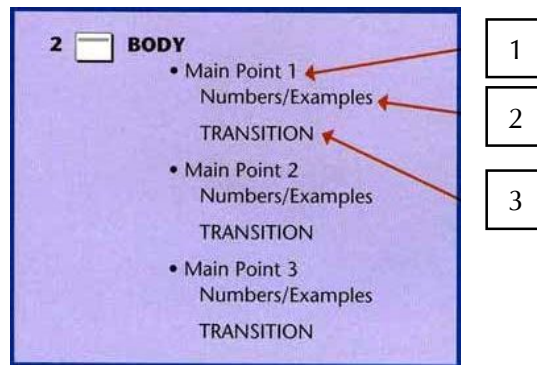 2 BODY
• Main Point 1
Numbers/Examples
TRANSITION
• Main Point 2
Numbers/Examples
TRANSITION
• Main Point 3
Numbers/Examples
TRANSITION
1
2
3